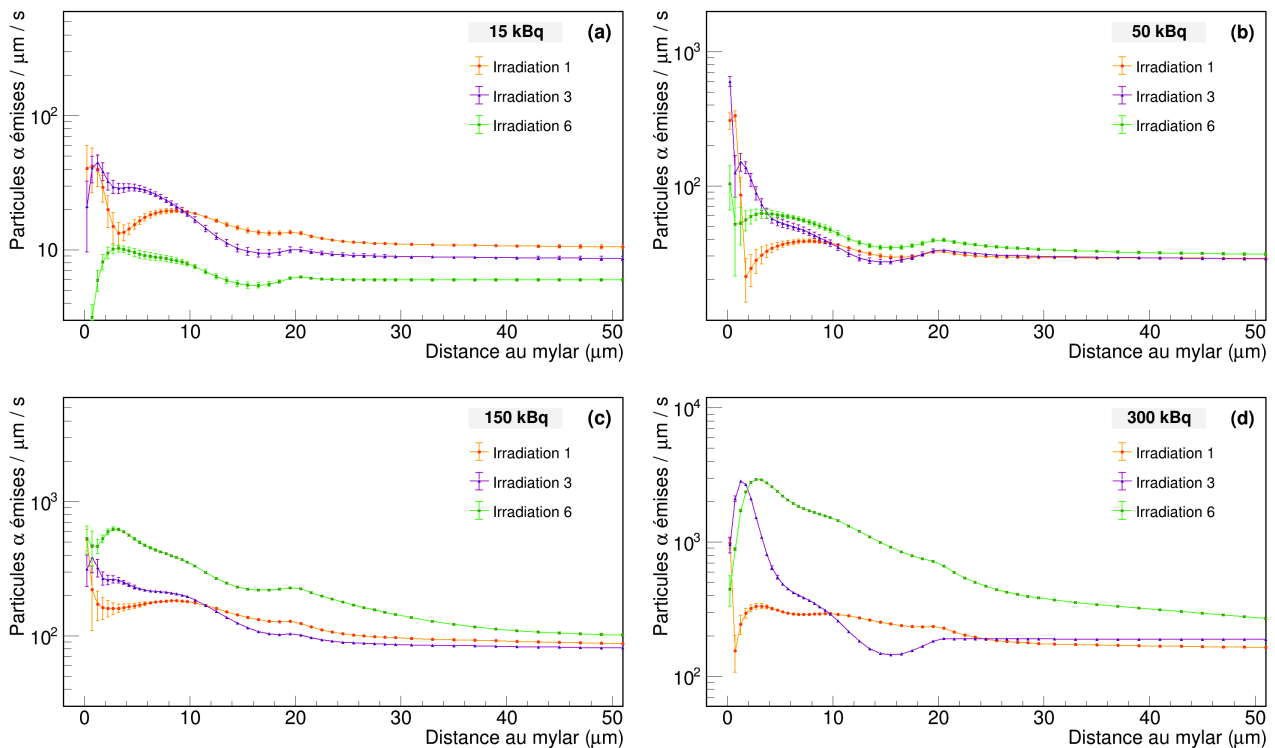 15 kBq (a)
Irradiation 1
Irradiation 3
Irradiation 6
Particules α émises / μm / s
10²
10
0 10 20 30 40 50
Distance au mylar (μm)
50 kBq (b)
Irradiation 1
Irradiation 3
Irradiation 6
Particules α émises / μm / s
10³
10²
0 10 20 30 40 50
Distance au mylar (μm)
150 kBq (c)
Irradiation 1
Irradiation 3
Irradiation 6
Particules α émises / μm / s
10³
10²
0 10 20 30 40 50
Distance au mylar (μm)
300 kBq (d)
Irradiation 1
Irradiation 3
Irradiation 6
Particules α émises / μm / s
10⁴
10³
10²
0 10 20 30 40 50
Distance au mylar (μm)